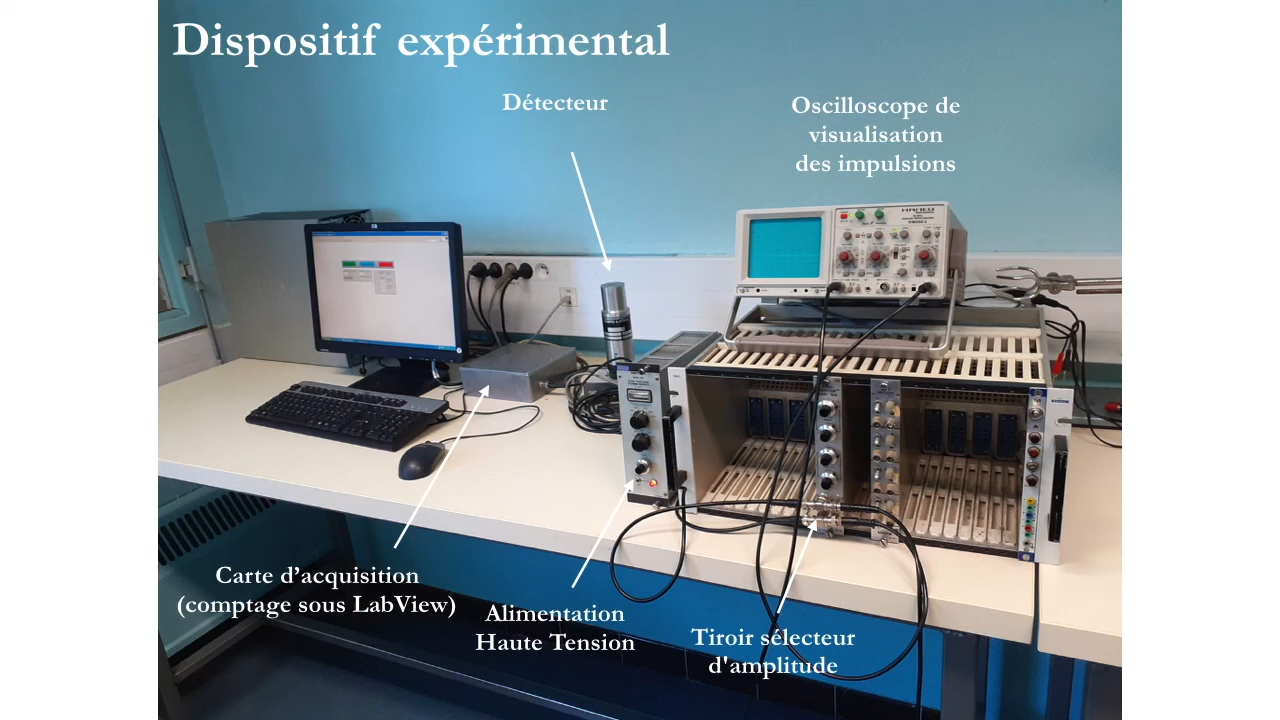 Dispositif expérimental
Détecteur
Oscilloscope de
visualisation
des impulsions
Carte d’acquisition
(comptage sous LabView)
Alimentation
Haute Tension
Tiroir sélecteur
d'amplitude